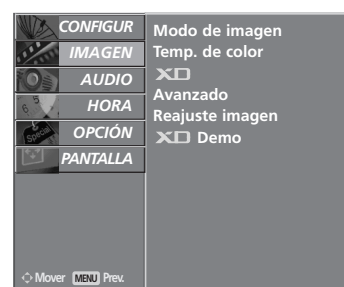 CONFIGUR
IMAGEN
AUDIO
HORA
OPCIÓN
PANTALLA
Modo de imagen
Temp. de color
XD
Avanzado
Reajuste imagen
XD Demo
Mover MENU Prev.